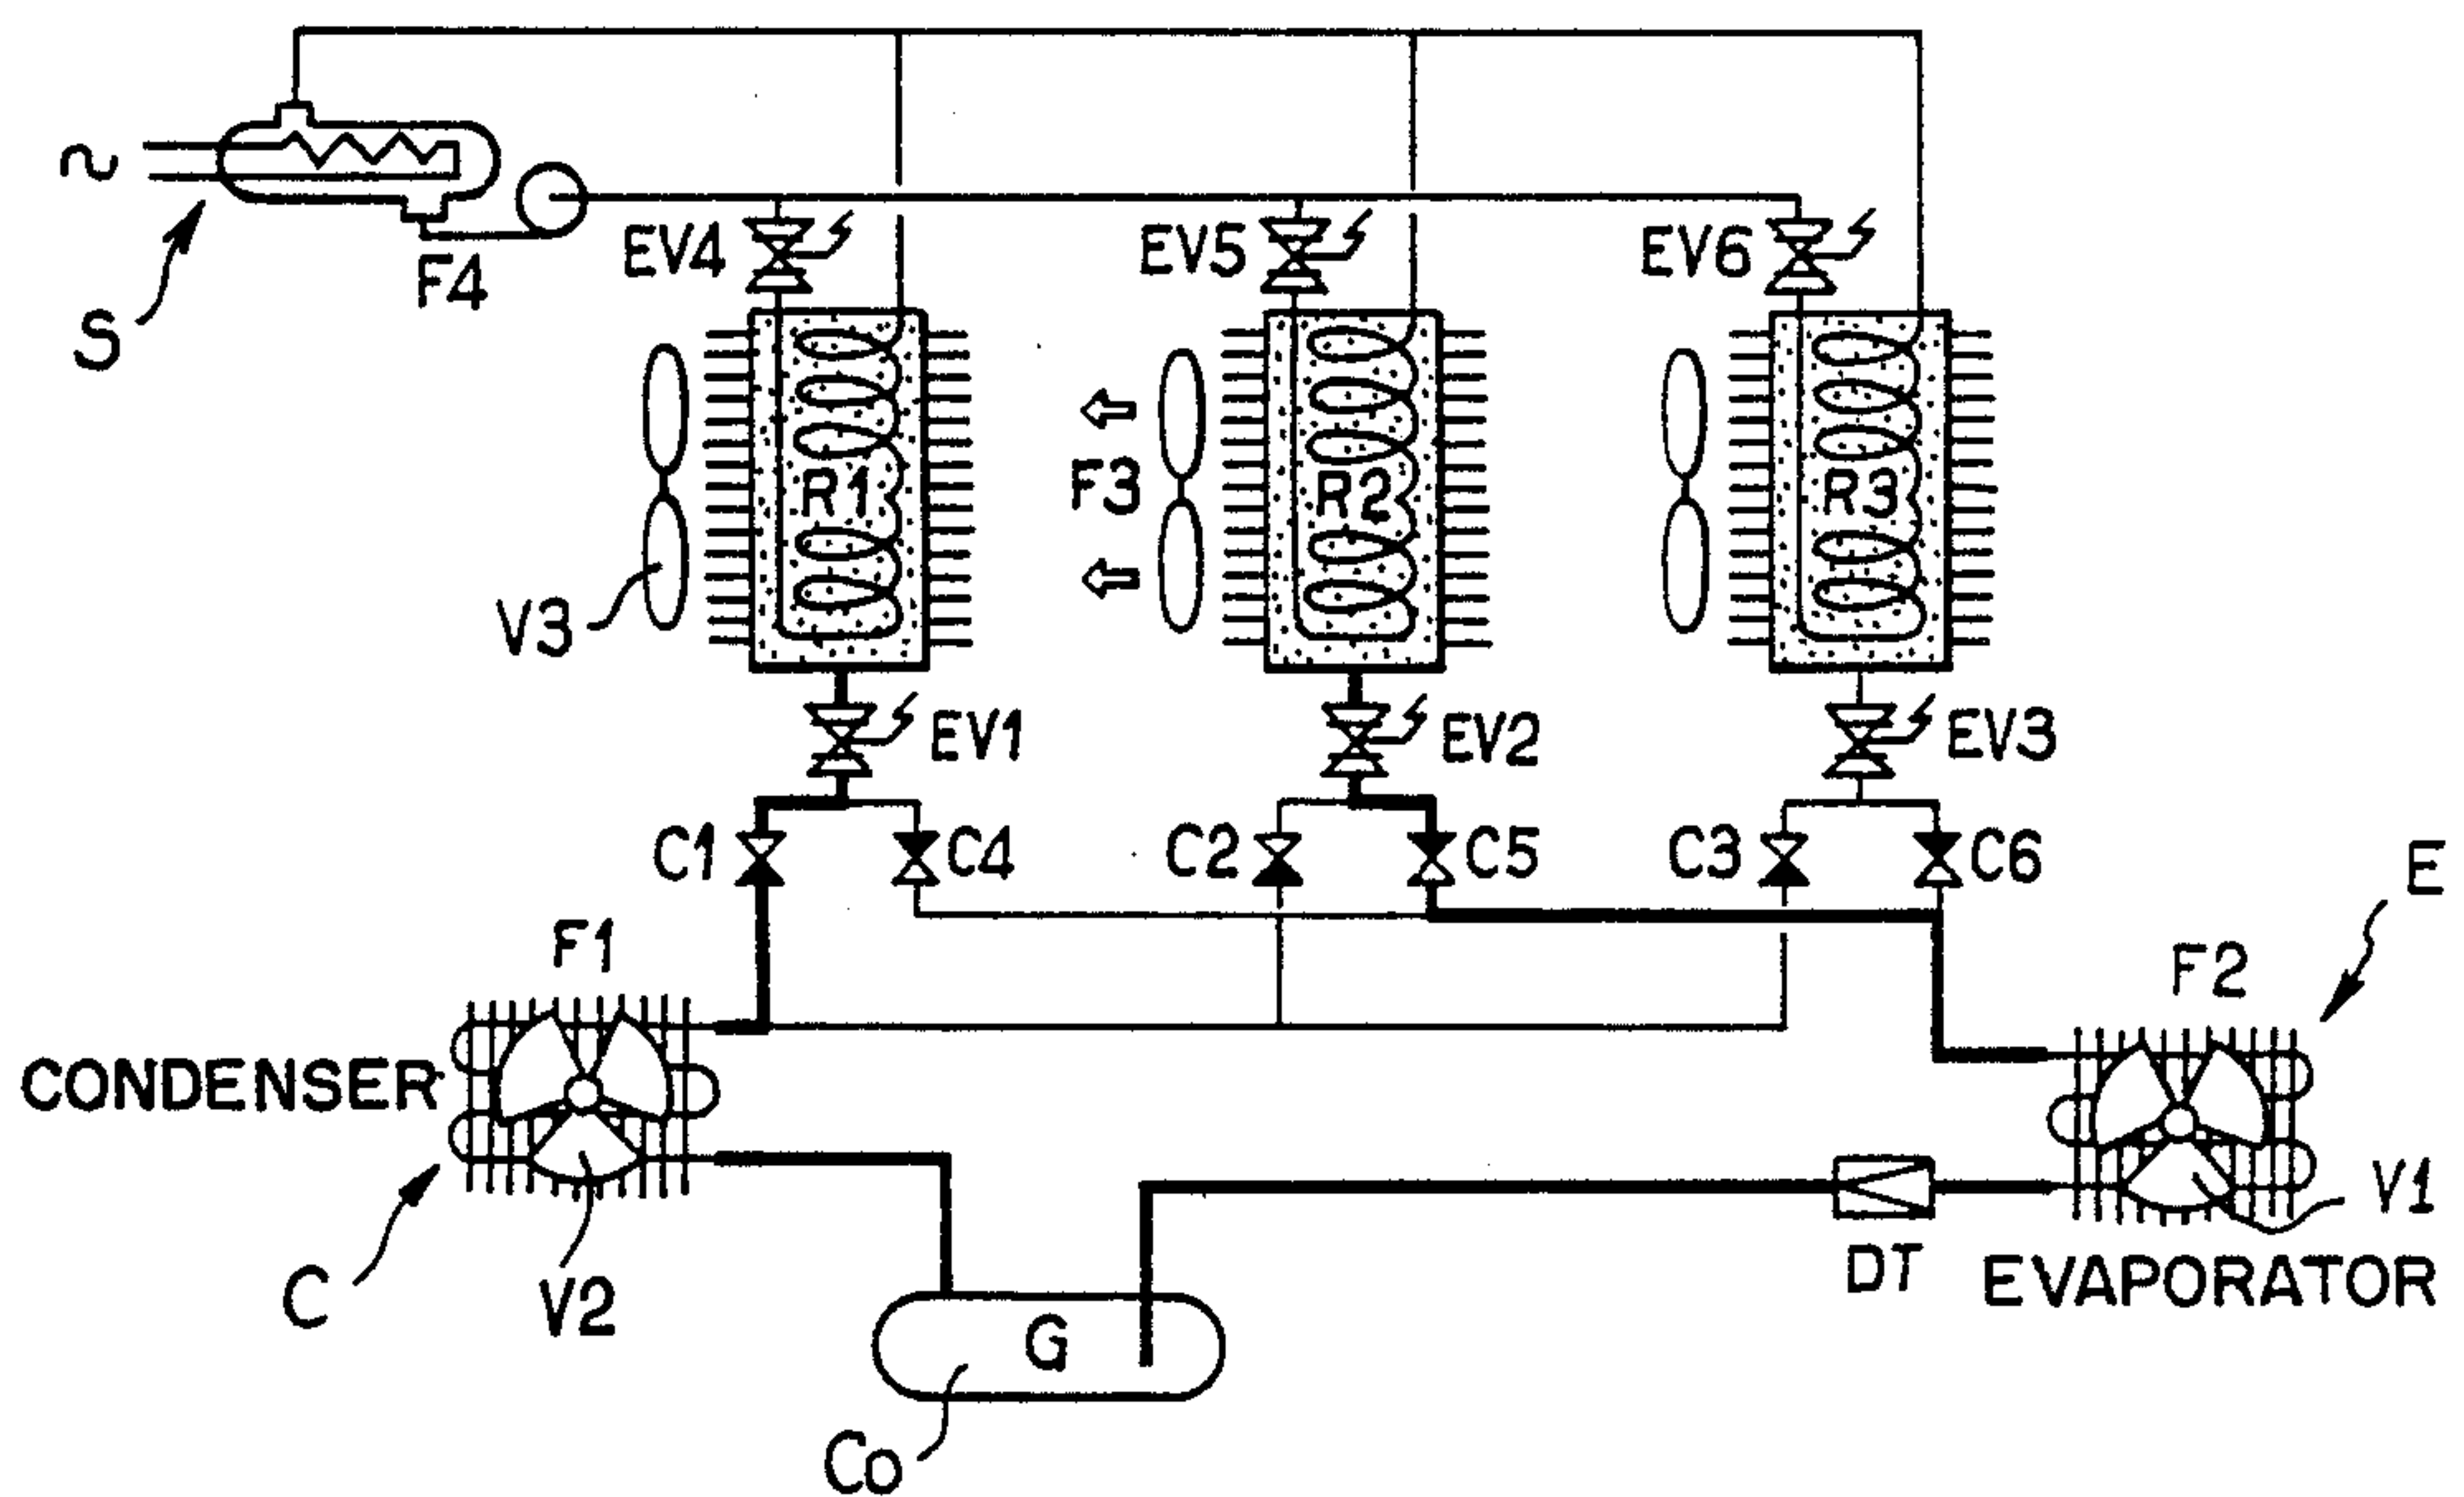 EV4
EV5
EV6
F4
S
R1
F3
R2
R3
V3
EV1
EV2
EV3
C1
C4
C2
C5
C3
C6
E
F1
F2
CONDENSER
V1
C
V2
G
DT
EVAPORATOR
Co